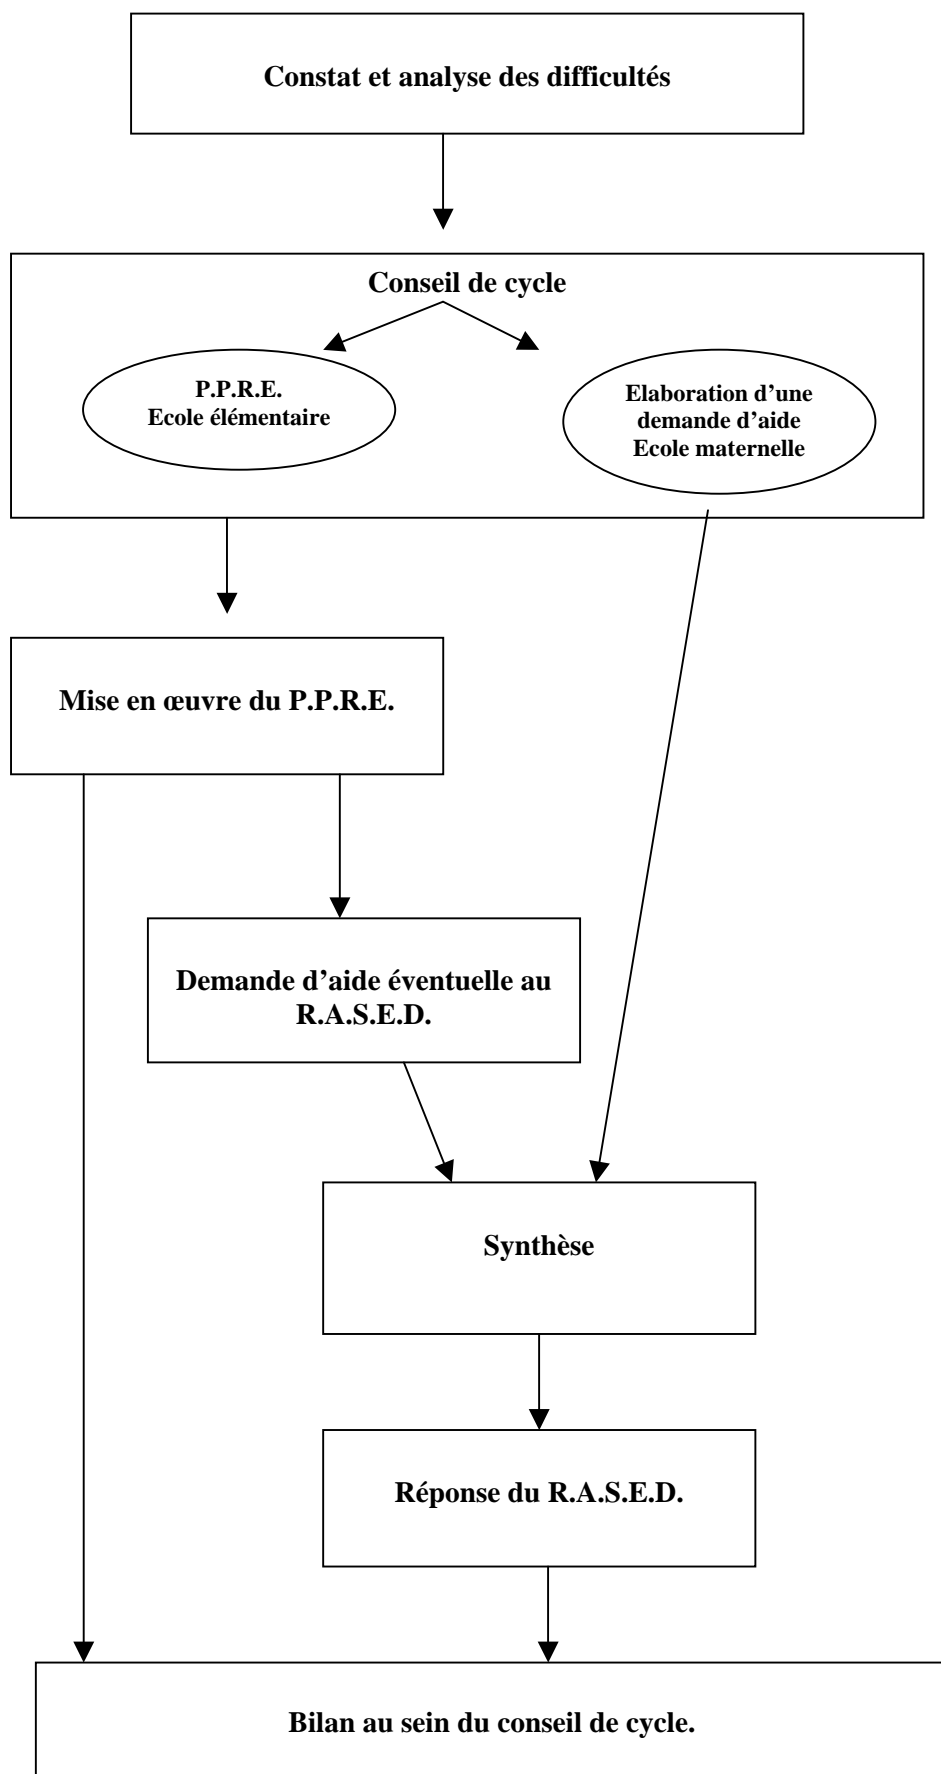 Constat et analyse des difficultés
Conseil de cycle
P.P.R.E.
Ecole élémentaire
Elaboration d’une
demande d’aide
Ecole maternelle
Mise en œuvre du P.P.R.E.
Demande d’aide éventuelle au
R.A.S.E.D.
Synthèse
Réponse du R.A.S.E.D.
Bilan au sein du conseil de cycle.